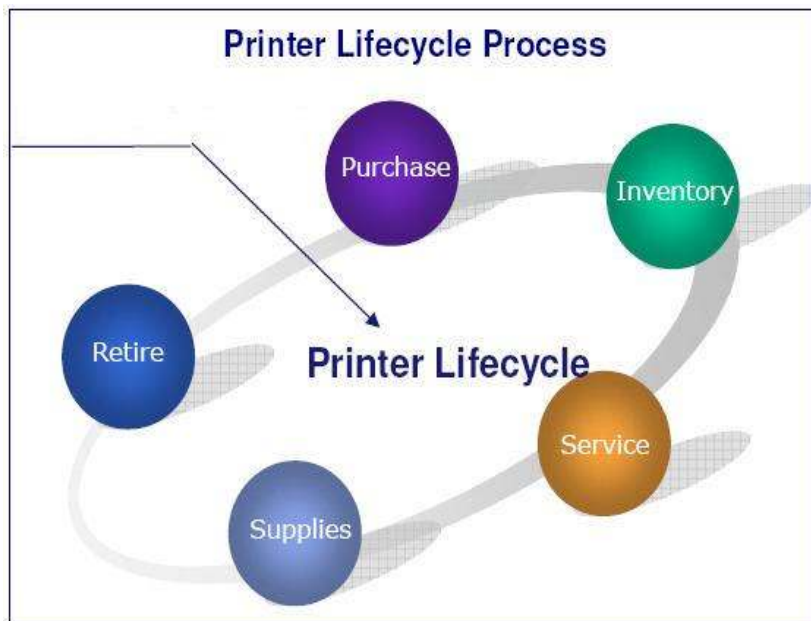 Printer Lifecycle Process
Purchase
Inventory
Retire
Printer Lifecycle
Service
Supplies